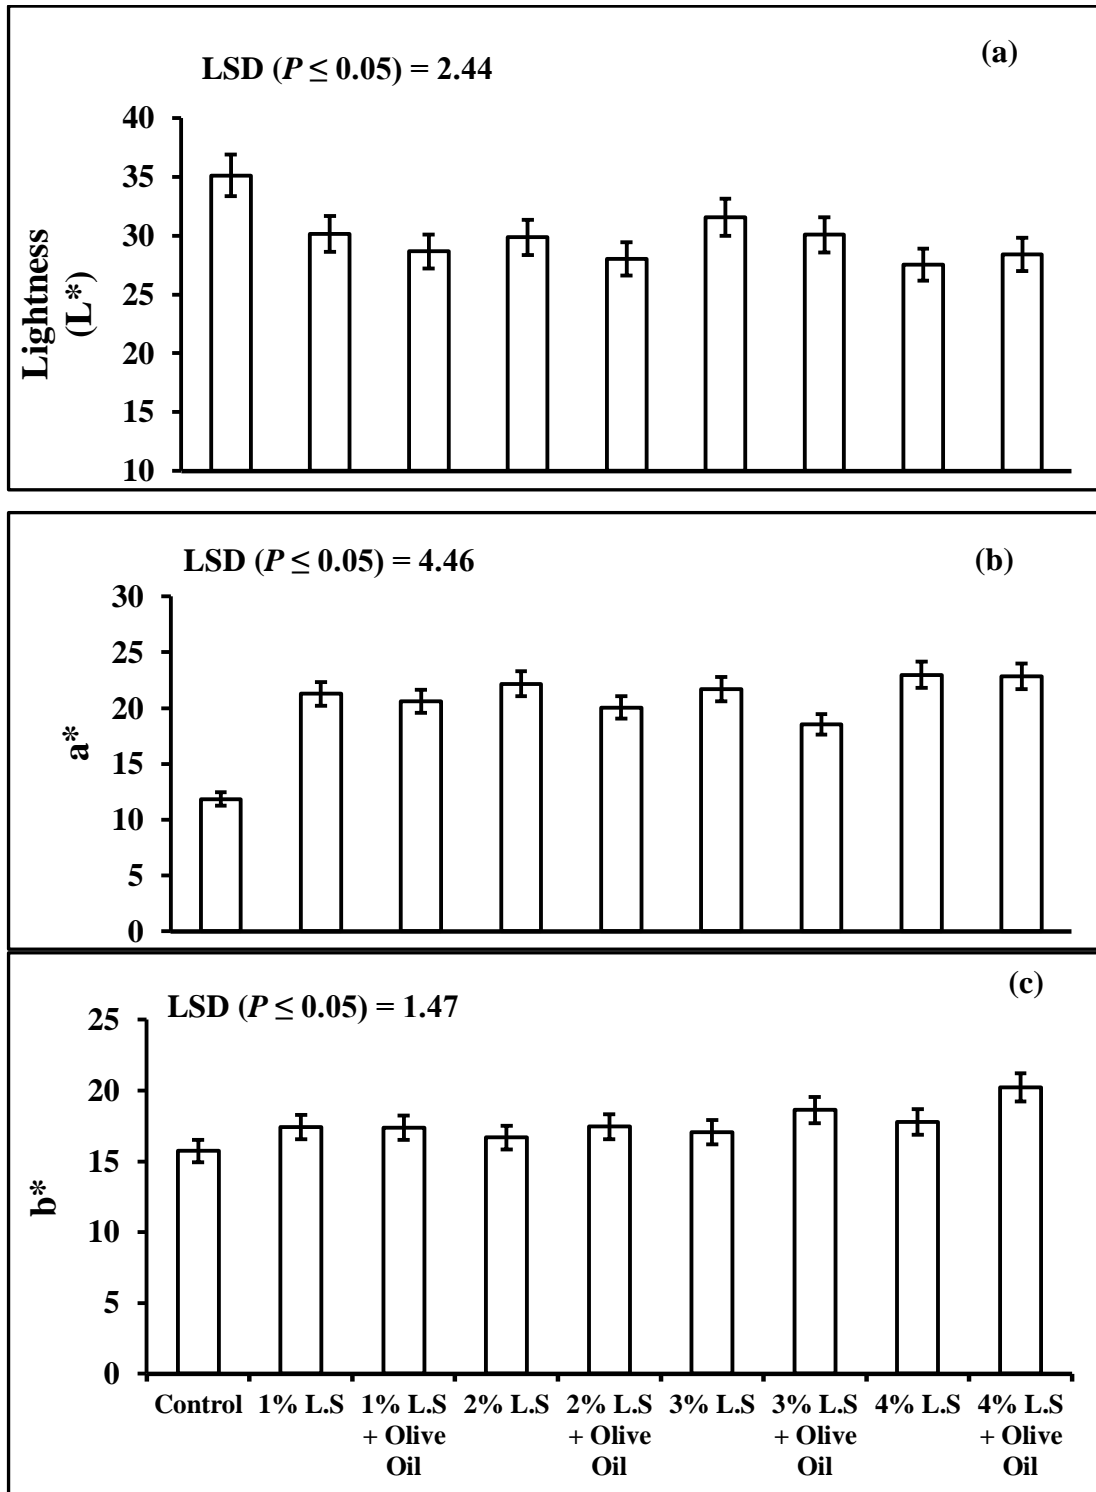 (a)
LSD (P ≤ 0.05) = 2.44
40
35
30
25
20
15
10
Lightness
(L*)
LSD (P ≤ 0.05) = 4.46
(b)
30
25
20
15
10
5
0
a*
(c)
LSD (P ≤ 0.05) = 1.47
25
20
15
10
5
0
b*
Control 1% L.S 1% L.S 2% L.S 2% L.S 3% L.S 3% L.S 4% L.S 4% L.S
+ Olive + Olive + Olive + Olive
Oil Oil Oil Oil